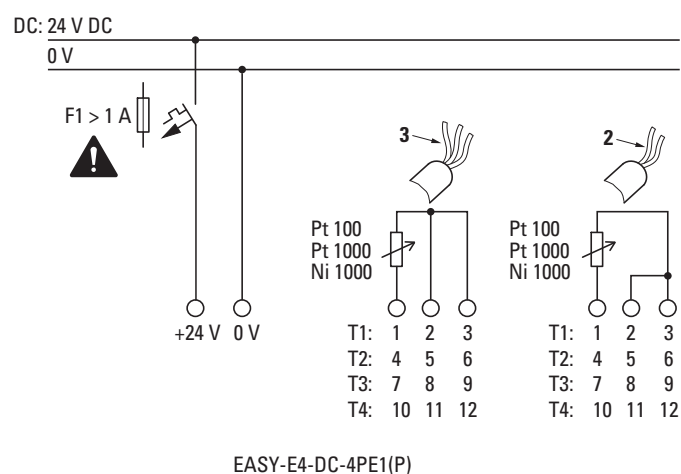 DC: 24 V DC
0 V
F1 > 1 A
!
3
2
Pt 100
Pt 1000
Ni 1000
Pt 100
Pt 1000
Ni 1000
+24 V 0 V
T1: 1 2 3
T2: 4 5 6
T3: 7 8 9
T4: 10 11 12
T1: 1 2 3
T2: 4 5 6
T3: 7 8 9
T4: 10 11 12
EASY-E4-DC-4PE1(P)